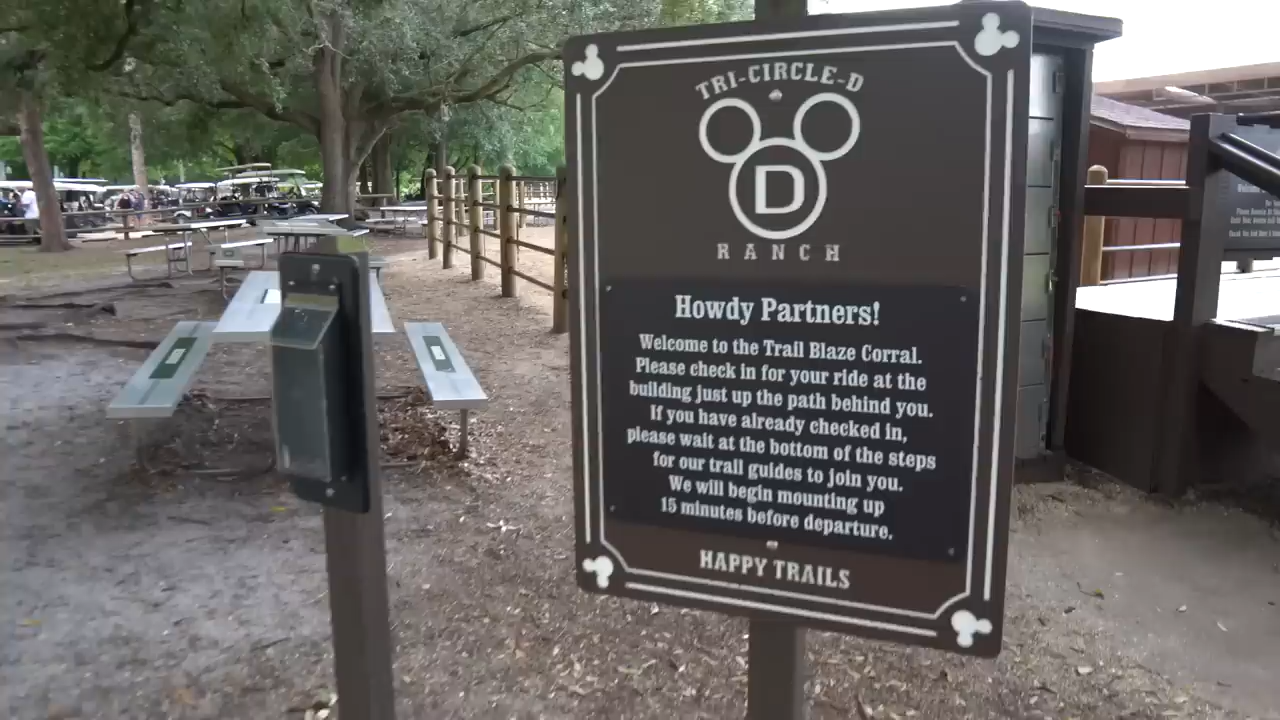 TRI-CIRCLE-D
D
RANCH
Howdy Partners!
Welcome to the Trail Blaze Corral.
Please check in for your ride at the
building just up the path behind you.
If you have already checked in,
please wait at the bottom of the steps
for our trail guides to join you.
We will begin mounting up
15 minutes before departure.
HAPPY TRAILS